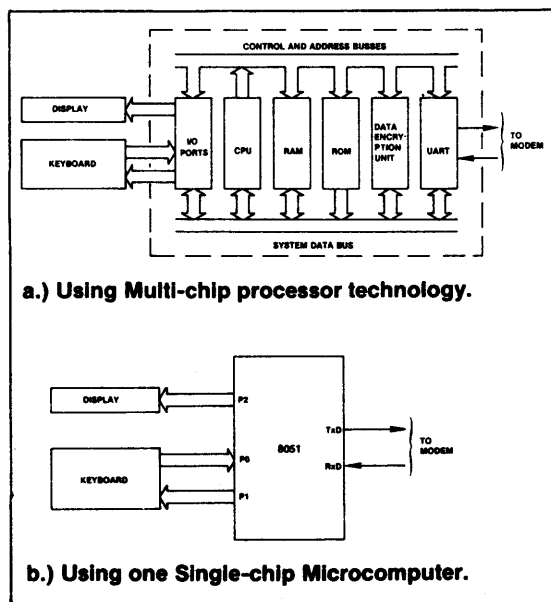 CONTROL AND ADDRESS BUSSES
DISPLAY
KEYBOARD
I/O
PORTS
CPU
RAM
ROM
DATA
ENCRY-
PTION
UNIT
UART
TO
MODEM
SYSTEM DATA BUS
a.) Using Multi-chip processor technology.
DISPLAY
P2
8051
TxD
TO
MODEM
RxD
KEYBOARD
P0
P1
b.) Using one Single-chip Microcomputer.